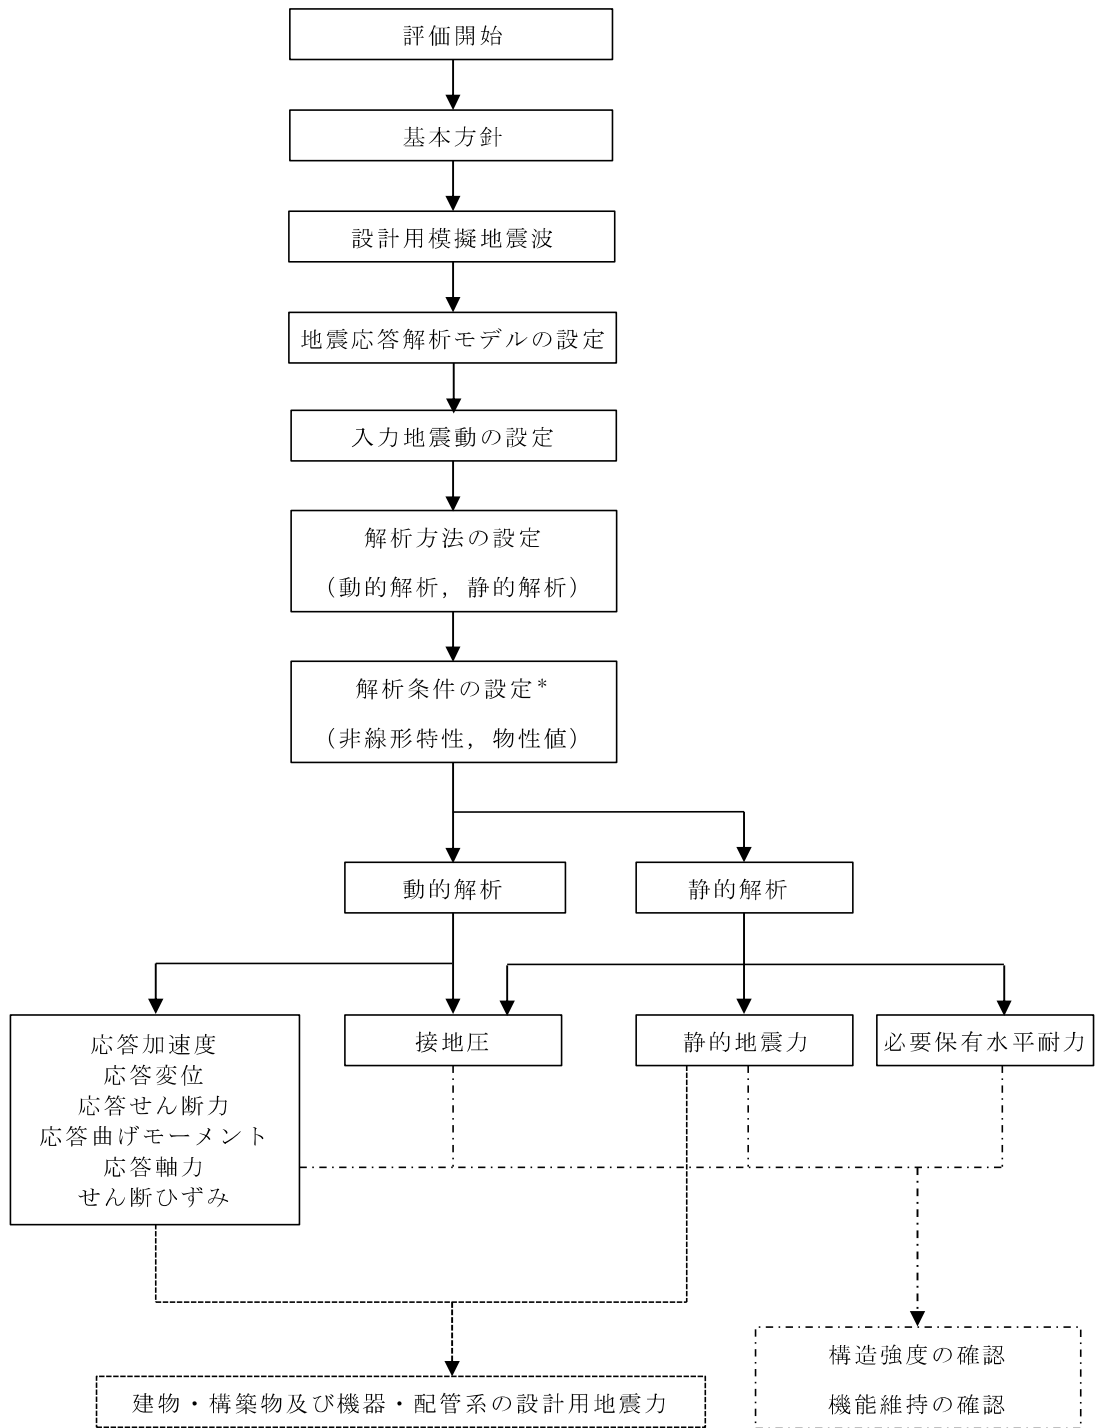 評価開始
基本方針
設計用模擬地震波
地震応答解析モデルの設定
入力地震動の設定
解析方法の設定
（動的解析，静的解析）
解析条件の設定*
（非線形特性，物性値）
動的解析
静的解析
応答加速度
応答変位
応答せん断力
応答曲げモーメント
応答軸力
せん断ひずみ
接地圧
静的地震力
必要保有水平耐力
構造強度の確認
機能維持の確認
建物・構築物及び機器・配管系の設計用地震力